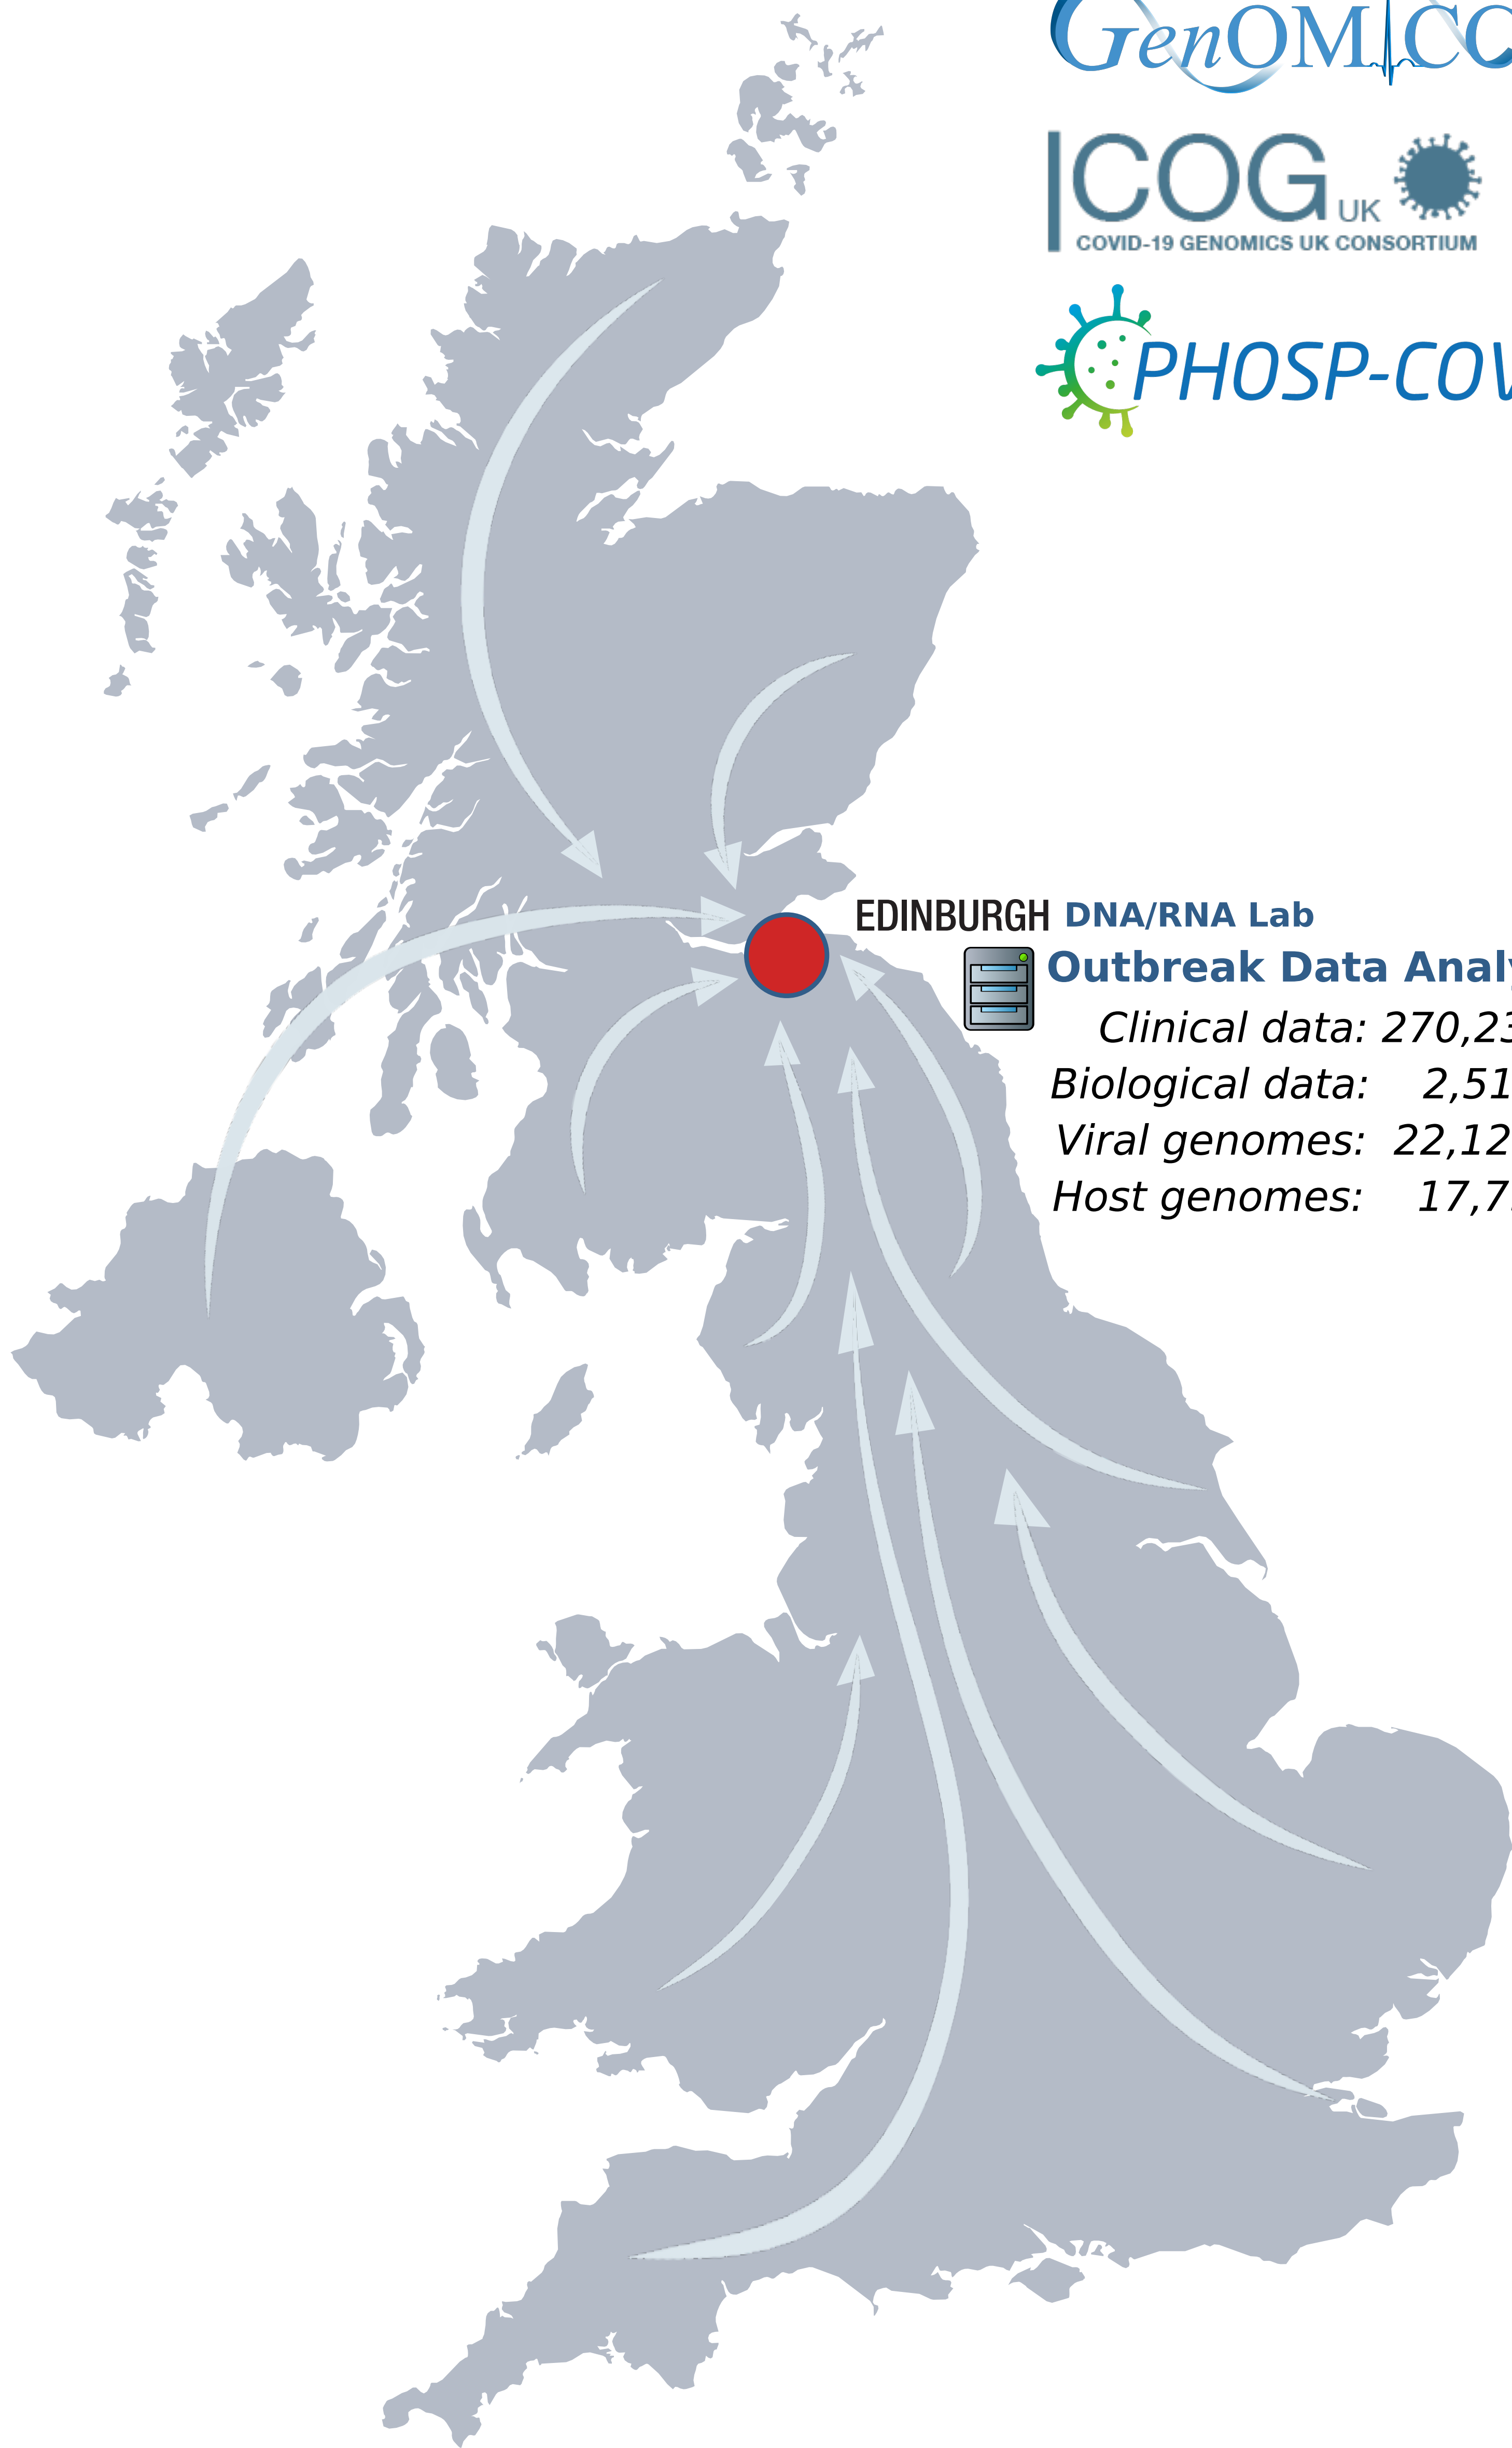 GenOMICC
COG UK
COVID-19 GENOMICS UK CONSORTIUM
PHOSP-COV
EDINBURGH DNA/RNA Lab
Outbreak Data Analy
Clinical data: 270,23
Biological data: 2,51
Viral genomes: 22,12
Host genomes: 17,7